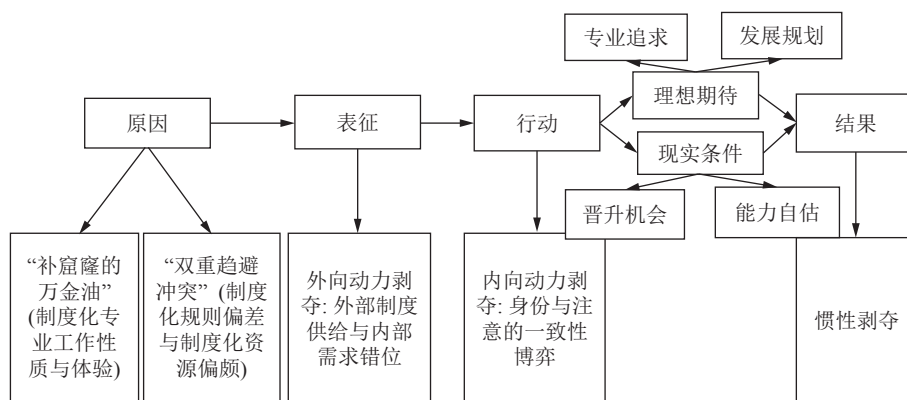 专业追求
发展规划
理想期待
原因
表征
行动
结果
现实条件
晋升机会
能力自估
“补窟窿的
万金油”
(制度化专
业工作性
质与体验)
“双重趋避
冲突” (制度
化规则偏差
与制度化资
源偏颇)
外向动力剥
夺: 外部制度
供给与内部
需求错位
内向动力剥
夺: 身份与注
意的一致性
博弈
惯性剥夺